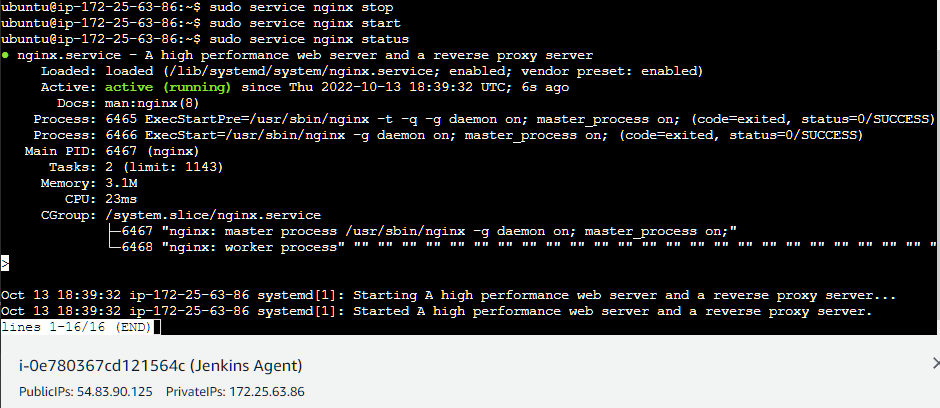 ubuntu@ip-172-25-63-86:~$ sudo service nginx stop
ubuntu@ip-172-25-63-86:~$ sudo service nginx start
ubuntu@ip-172-25-63-86:~$ sudo service nginx status
● nginx.service - A high performance web server and a reverse proxy server
Loaded: loaded (/lib/systemd/system/nginx.service; enabled; vendor preset: enabled)
Active: active (running) since Thu 2022-10-13 18:39:32 UTC; 6s ago
Docs: man:nginx(8)
Process: 6465 ExecStartPre=/usr/sbin/nginx -t -q -g daemon on; master_process on; (code=exited, status=0/SUCCESS)
Process: 6466 ExecStart=/usr/sbin/nginx -g daemon on; master_process on; (code=exited, status=0/SUCCESS)
Main PID: 6467 (nginx)
Tasks: 2 (limit: 1143)
Memory: 3.1M
CPU: 23ms
CGroup: /system.slice/nginx.service
├─6467 "nginx: master process /usr/sbin/nginx -g daemon on; master_process on;"
└─6468 "nginx: worker process" "" "" "" "" "" "" "" "" "" "" "" "" "" "" "" "" "" "" "" "" "" "" "" "" "
>
Oct 13 18:39:32 ip-172-25-63-86 systemd[1]: Starting A high performance web server and a reverse proxy server...
Oct 13 18:39:32 ip-172-25-63-86 systemd[1]: Started A high performance web server and a reverse proxy server.
lines 1-16/16 (END)
i-0e780367cd121564c (Jenkins Agent)
PublicIPs: 54.83.90.125 PrivateIPs: 172.25.63.86